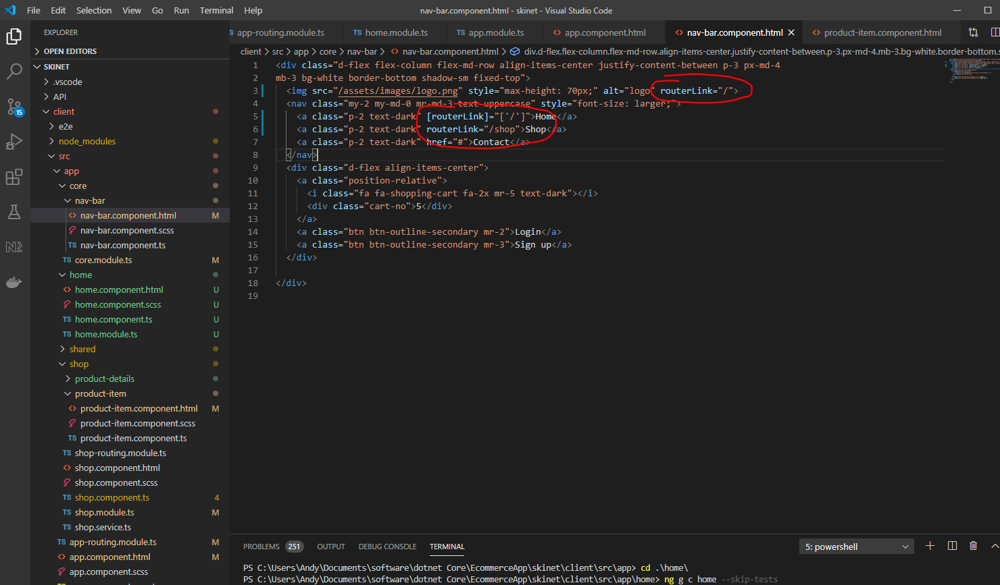 File Edit Selection View Go Run Terminal Help nav-bar.component.html - skinet - Visual Studio Code
EXPLORER
OPEN EDITORS
SKINET
.vscode
API
client
e2e
node_modules
src
app
core
nav-bar
nav-bar.component.html M
nav-bar.component.scss
TS nav-bar.component.ts
TS core.module.ts M
home
home.component.html U
home.component.scss U
TS home.component.ts U
TS home.module.ts U
shared
shop
product-details
product-item
product-item.component.html M
product-item.component.scss
TS product-item.component.ts
TS shop-routing.module.ts
shop.component.html
shop.component.scss
TS shop.component.ts 4
TS shop.module.ts M
TS shop.service.ts
TS app-routing.module.ts M
app.component.html M
app.component.scss
15
app-routing.module.ts TS home.module.ts TS app.module.ts app.component.html nav-bar.component.html product-item.component.html
client > src > app > core > nav-bar > nav-bar.component.html > div.d-flex.flex-column.flex-md-row.align-items-center.justify-content-between.p-3.px-md-4.mb-3.bg-white.border-bottom.s
1 <div class="d-flex flex-column flex-md-row align-items-center justify-content-between p-3 px-md-4
2 mb-3 bg-white border-bottom shadow-sm fixed-top">
3 <img src="/assets/images/logo.png" style="max-height: 70px;" alt="logo" routerLink="/">
4 <nav class="my-2 my-md-0 mr-md-3 text-uppercase" style="font-size: larger;">
5 <a class="p-2 text-dark" [routerLink]="['/']">Home</a>
6 <a class="p-2 text-dark" routerLink="/shop">Shop</a>
7 <a class="p-2 text-dark" href="#">Contact</a>
8 </nav>
9 <div class="d-flex align-items-center">
10 <a class="position-relative">
11 <i class="fa fa-shopping-cart fa-2x mr-5 text-dark"></i>
12 <div class="cart-no">5</div>
13 </a>
14 <a class="btn btn-outline-secondary mr-2">Login</a>
15 <a class="btn btn-outline-secondary mr-3">Sign up</a>
16 </div>
17
18 </div>
19
PROBLEMS 251 OUTPUT DEBUG CONSOLE TERMINAL 5: powershell
PS C:\Users\Andy\Documents\software\dotnet Core\EcommerceApp\skinet\client\src\app> cd .\home\
PS C:\Users\Andy\Documents\software\dotnet Core\EcommerceApp\skinet\client\src\app\home> ng g c home --skip-tests